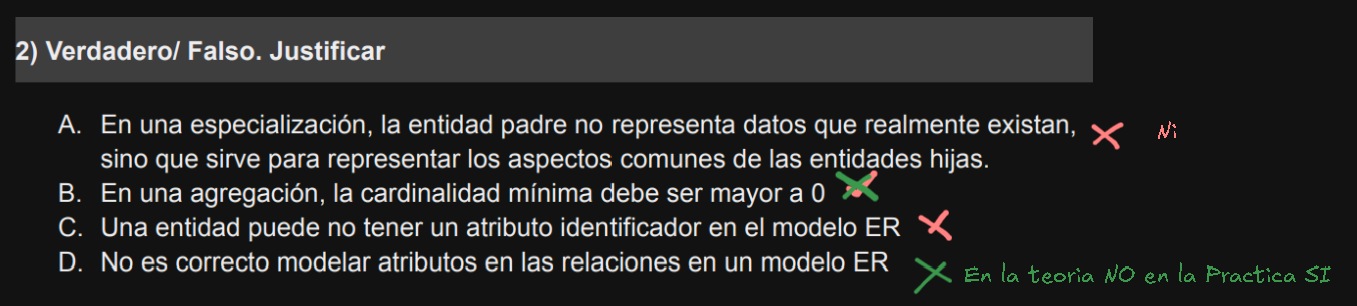 2) Verdadero/ Falso. Justificar
A. En una especialización, la entidad padre no representa datos que realmente existan, Ni
sino que sirve para representar los aspectos comunes de las entidades hijas.
B. En una agregación, la cardinalidad mínima debe ser mayor a 0
C. Una entidad puede no tener un atributo identificador en el modelo ER
D. No es correcto modelar atributos en las relaciones en un modelo ER
En la teoria NO en la Practica SI